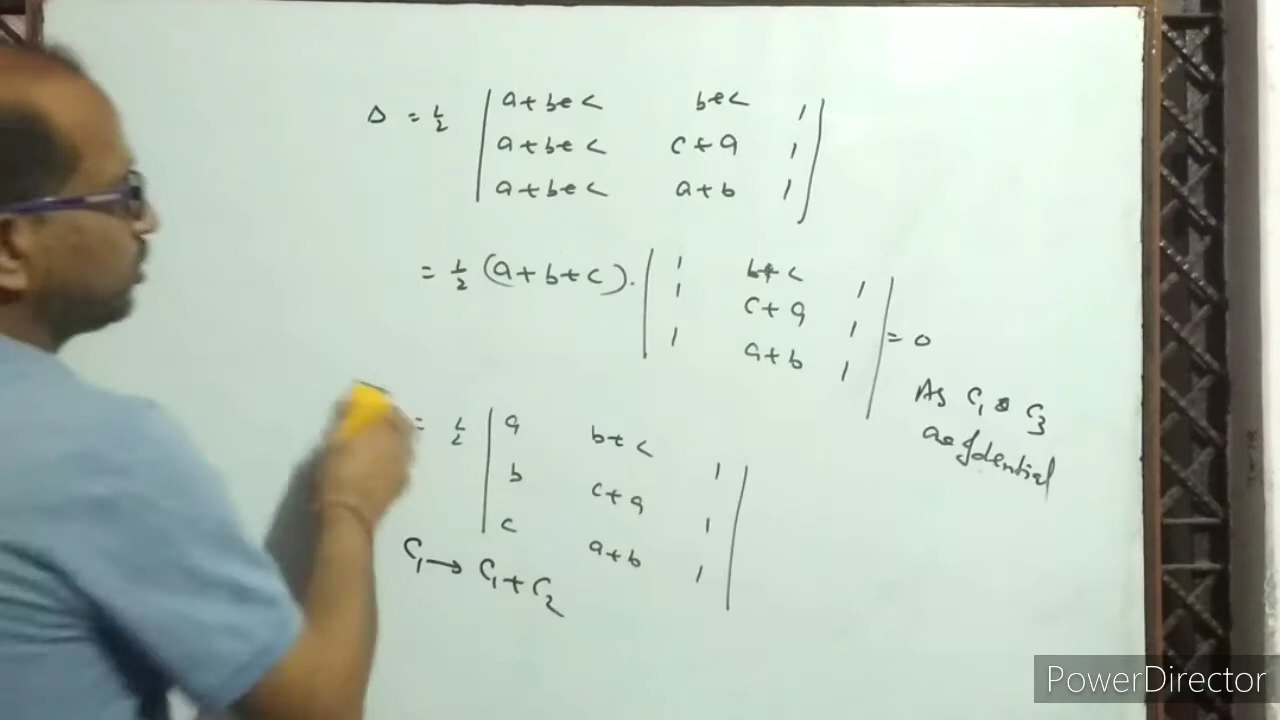 Δ = 1/2 | a+b+c b+c 1 |
| a+b+c c+a 1 |
| a+b+c a+b 1 |
= 1/2 (a+b+c). | 1 b+c 1 |
| 1 c+a 1 | = 0
| 1 a+b 1 |
As C1 & C3
are Idential
= 1/2 | a b+c 1 |
| b c+a 1 |
| c a+b 1 |
C1 → C1 + C2
PowerDirector